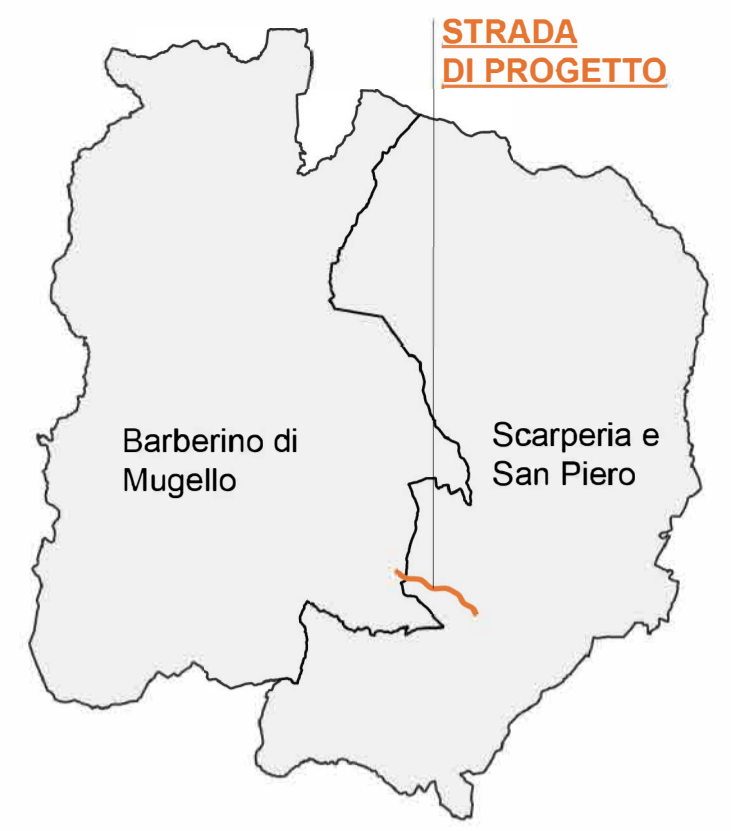 STRADA
DI PROGETTO
Barberino di
Mugello
Scarperia e
San Piero